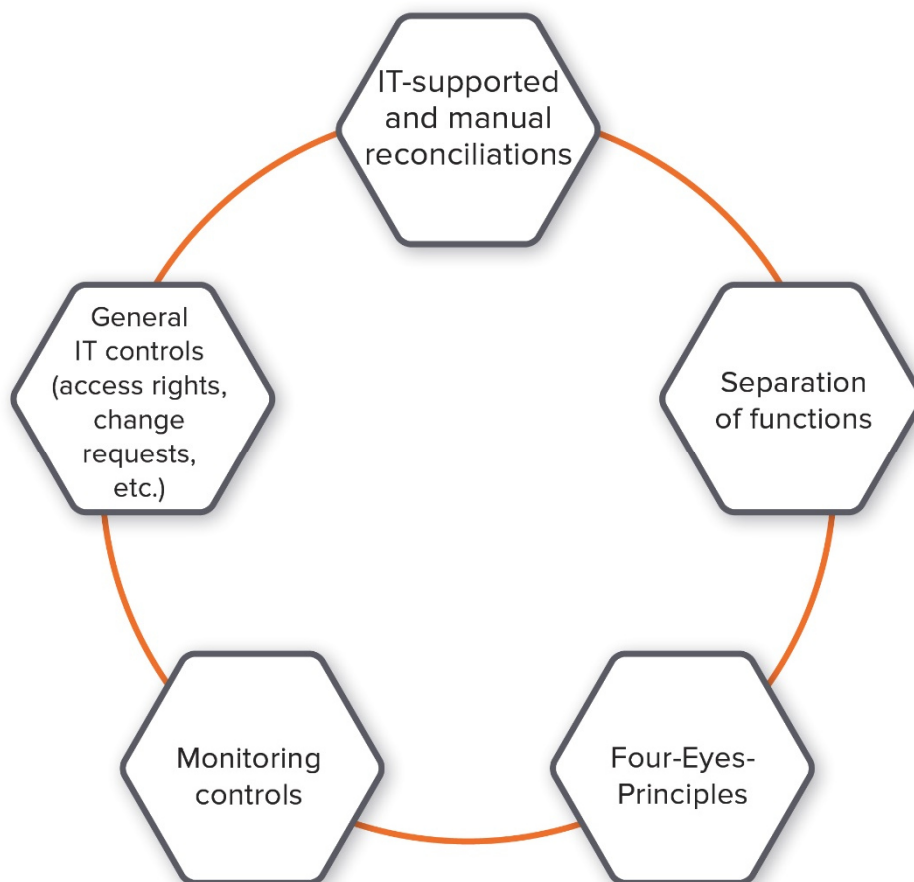 IT-supported
and manual
reconciliations
General
IT controls
(access rights,
change
requests,
etc.)
Separation
of functions
Monitoring
controls
Four-Eyes-
Principles